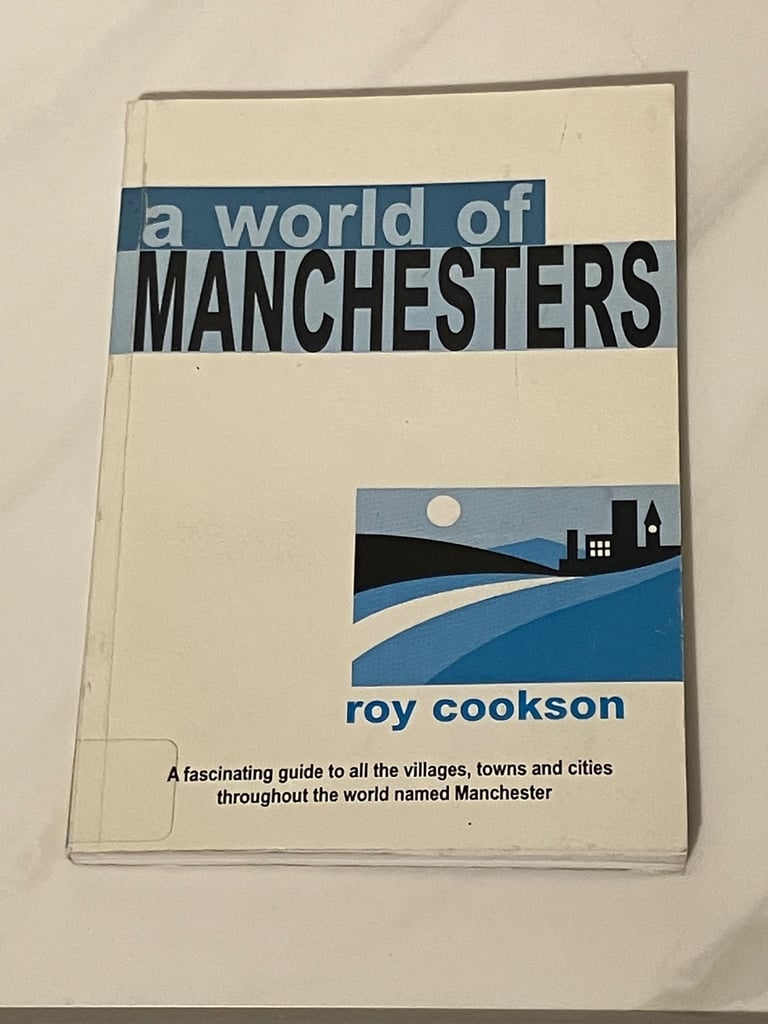 a world of
MANCHESTERS
roy cookson
A fascinating guide to all the villages, towns and cities
throughout the world named Manchester